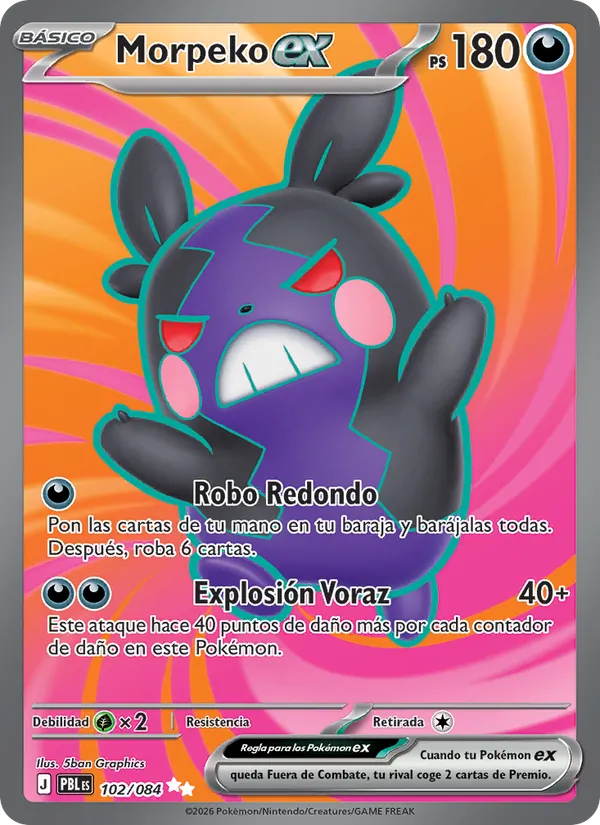 BÁSICO
Morpeko ex
PS 180
Robo Redondo
Pon las cartas de tu mano en tu baraja y barájalas todas.
Después, roba 6 cartas.
Explosión Voraz 40+
Este ataque hace 40 puntos de daño más por cada contador
de daño en este Pokémon.
Debilidad ×2 Resistencia Retirada
Ilus. 5ban Graphics
Regla para los Pokémon ex
Cuando tu Pokémon ex
queda Fuera de Combate, tu rival coge 2 cartas de Premio.
J PBL ES 102/084
©2026 Pokémon/Nintendo/Creatures/GAME FREAK